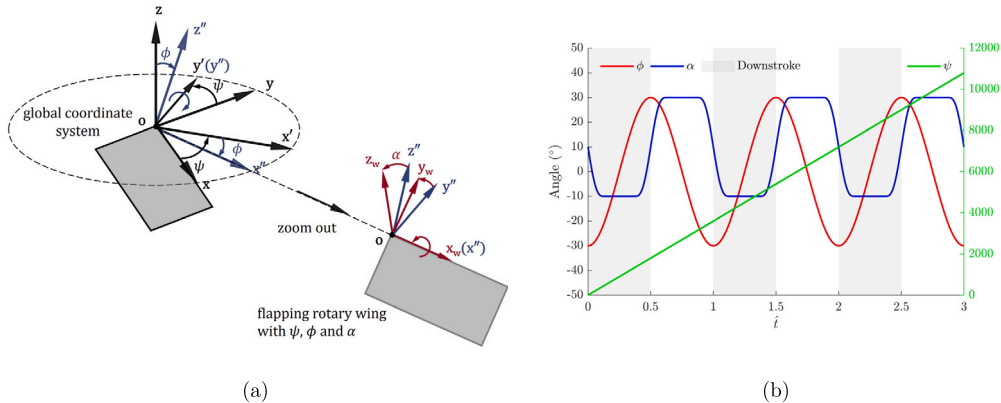 z
z″
ϕ
y′(y″)
ψ
y
global coordinate
system
o
x′
ϕ
ψ
x″
x
z_w
α
z″
y_w
y″
zoom out
o
x_w(x″)
flapping rotary wing
with ψ, ϕ and α
(a)
ϕ α Downstroke ψ
Angle (°)
50
40
30
20
10
0
-10
-20
-30
-40
-50
12000
10000
8000
6000
4000
2000
0
0 0.5 1 1.5 2 2.5 3
t̂
(b)